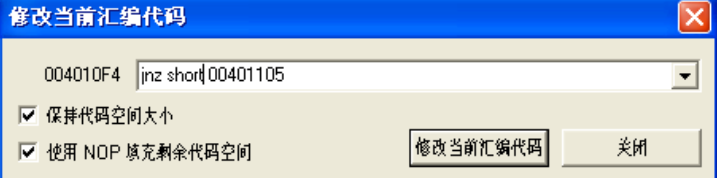 修改当前汇编代码
004010F4 jnz short 00401105
保持代码空间大小
使用 NOP 填充剩余代码空间 修改当前汇编代码 关闭